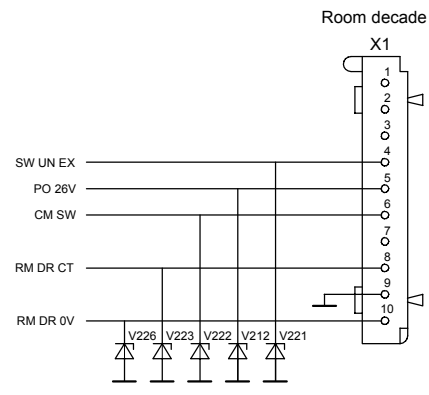 Room decade
X1
1
2
3
SW UN EX 4
PO 26V 5
CM SW 6
7
RM DR CT 8
9
RM DR 0V 10
V226 V223 V222 V212 V221